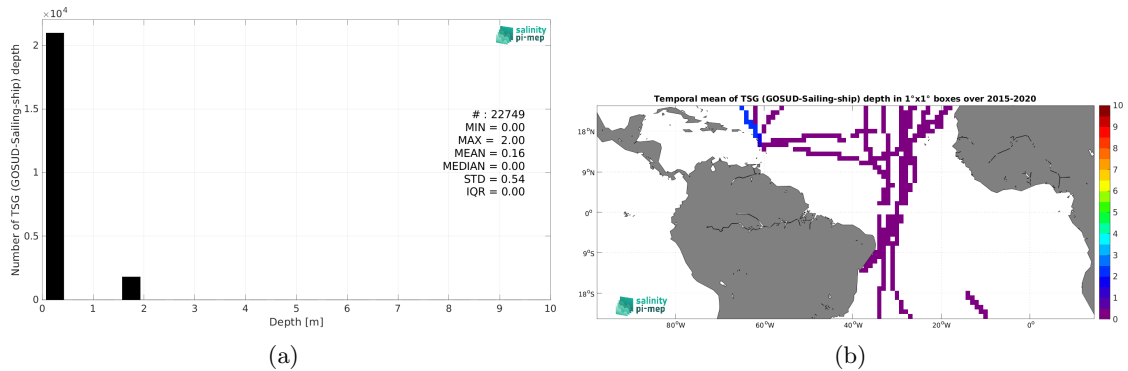 ×10⁴
2
1.5
1
0.5
0
Number of TSG (GOSUD-Sailing-ship) depth
salinity
pi-mep
# : 22749
MIN = 0.00
MAX = 2.00
MEAN = 0.16
MEDIAN = 0.00
STD = 0.54
IQR = 0.00
0 1 2 3 4 5 6 7 8 9 10
Depth [m]
(a)
Temporal mean of TSG (GOSUD-Sailing-ship) depth in 1°x1° boxes over 2015-2020
18°N
9°N
0°
9°S
18°S
salinity
pi-mep
80°W 60°W 40°W 20°W 0°
10
9
8
7
6
5
4
3
2
1
0
(b)